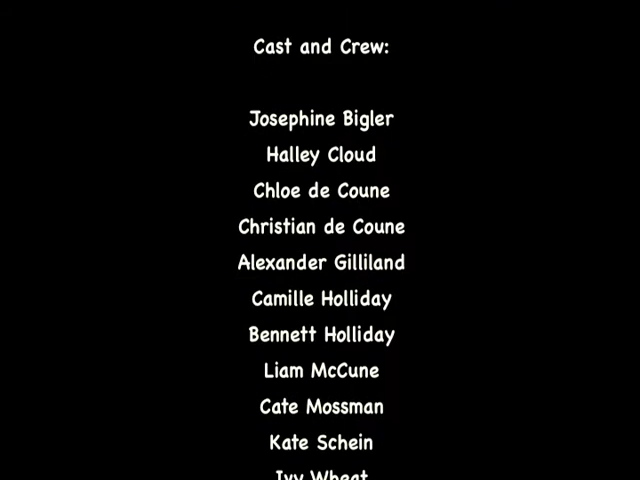 Cast and Crew:
Josephine Bigler
Halley Cloud
Chloe de Coune
Christian de Coune
Alexander Gilliland
Camille Holliday
Bennett Holliday
Liam McCune
Cate Mossman
Kate Schein
Ivy Wheat